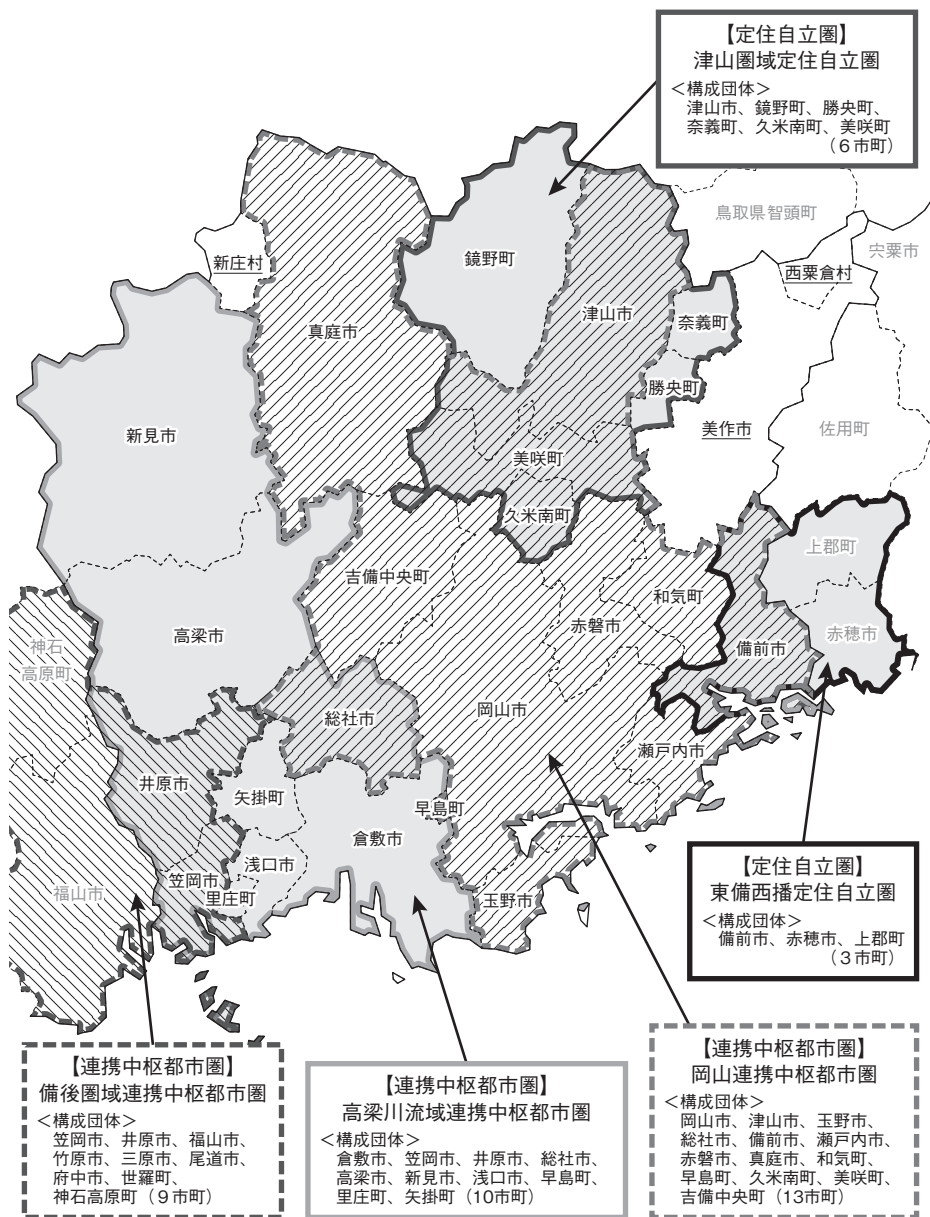 【定住自立圏】
津山圏域定住自立圏
＜構成団体＞
津山市、鏡野町、勝央町、
奈義町、久米南町、美咲町
（6市町）
鳥取県智頭町
宍粟市
西粟倉村
新庄村
鏡野町
真庭市
津山市
奈義町
勝央町
新見市
美作市
佐用町
美咲町
久米南町
上郡町
吉備中央町
和気町
赤磐市
神石
高原町
高梁市
備前市
赤穂市
総社市
岡山市
瀬戸内市
井原市
矢掛町
早島町
倉敷市
浅口市
笠岡市
里庄町
福山市
玉野市
【定住自立圏】
東備西播定住自立圏
＜構成団体＞
備前市、赤穂市、上郡町
（3市町）
【連携中枢都市圏】
備後圏域連携中枢都市圏
＜構成団体＞
笠岡市、井原市、福山市、
竹原市、三原市、尾道市、
府中市、世羅町、
神石高原町（9市町）
【連携中枢都市圏】
高梁川流域連携中枢都市圏
＜構成団体＞
倉敷市、笠岡市、井原市、総社市、
高梁市、新見市、浅口市、早島町、
里庄町、矢掛町（10市町）
【連携中枢都市圏】
岡山連携中枢都市圏
＜構成団体＞
岡山市、津山市、玉野市、
総社市、備前市、瀬戸内市、
赤磐市、真庭市、和気町、
早島町、久米南町、美咲町、
吉備中央町（13市町）